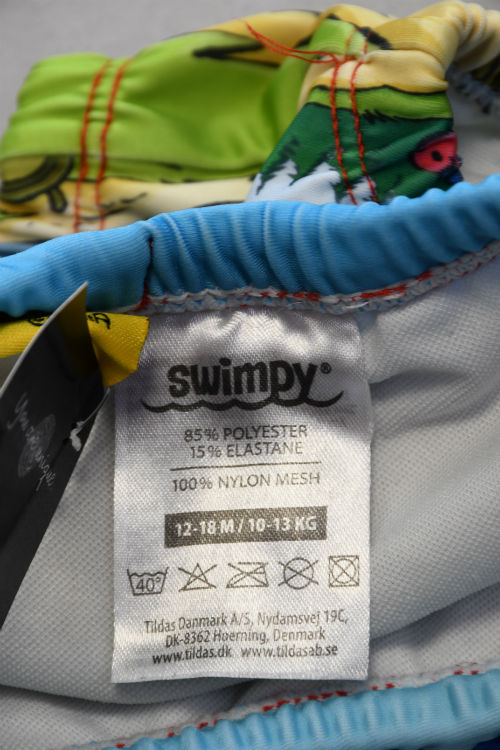 swimpy®
85% POLYESTER
15% ELASTANE
100% NYLON MESH
12-18 M / 10-13 KG
40°
Tildas Danmark A/S, Nydamsvej 19C,
DK-8362 Hoerning, Denmark
www.tildas.dk www.tildasab.se